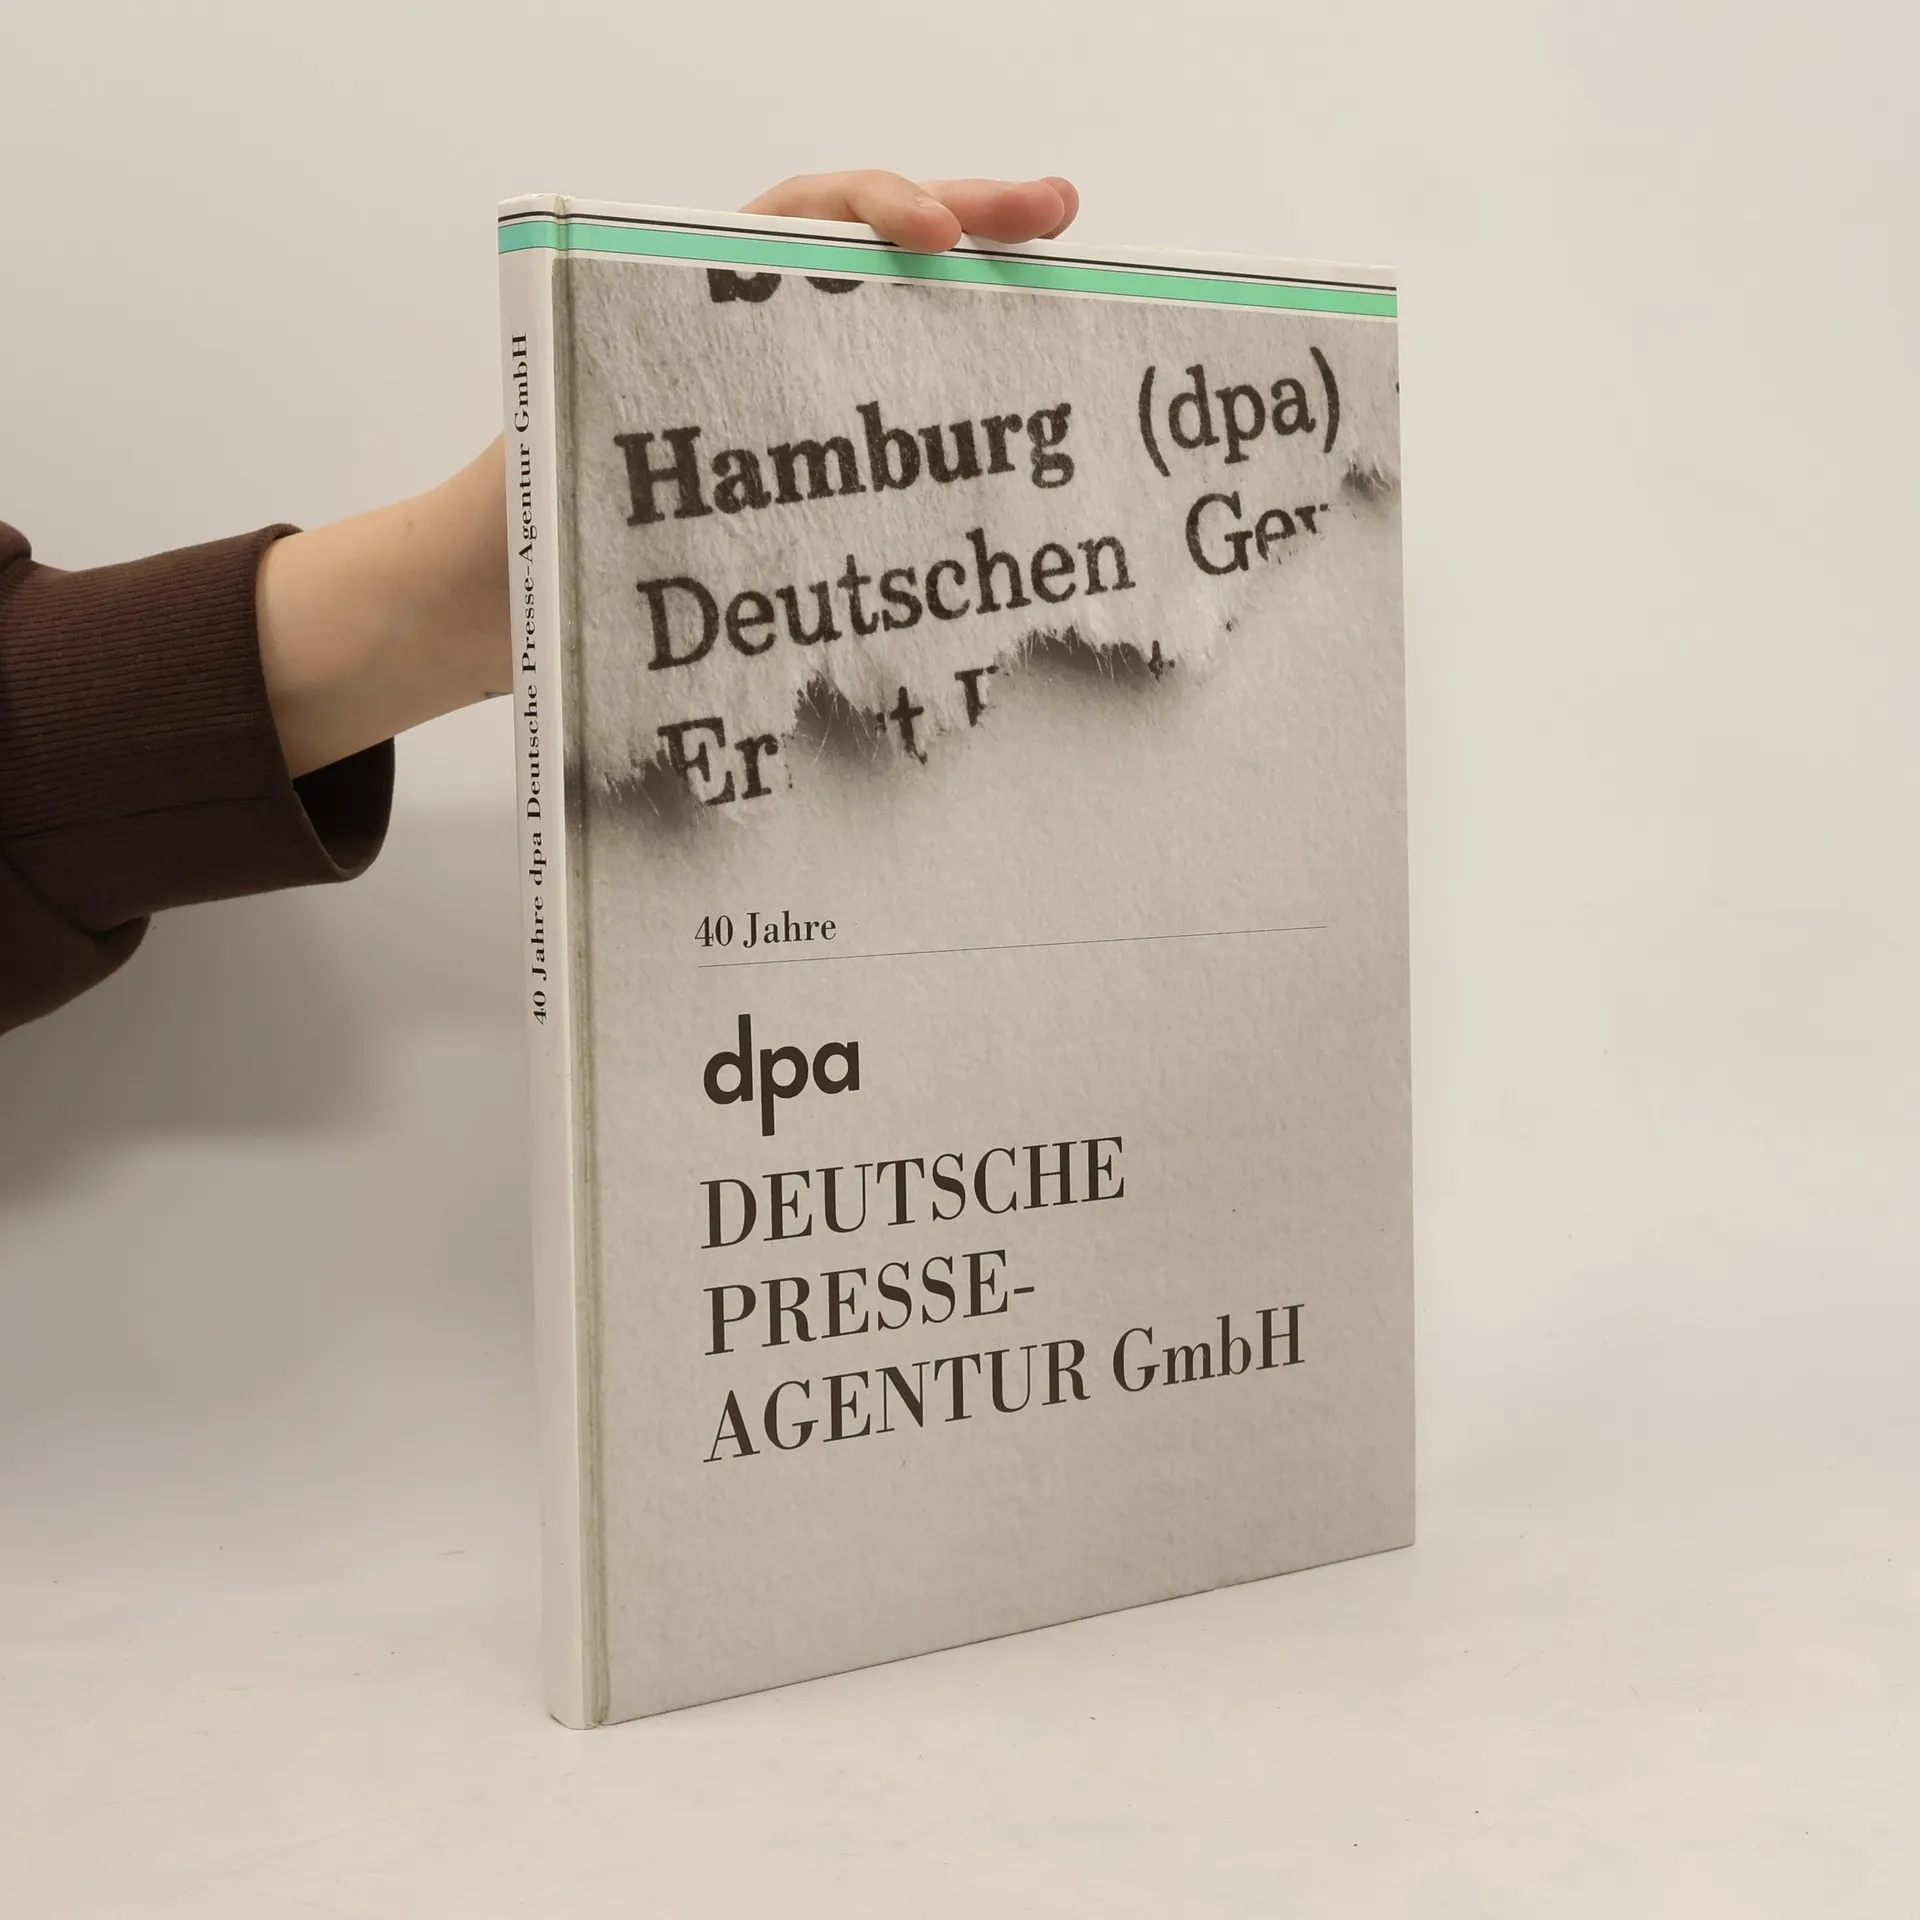 40 Jahre dpa Deutsche Presse-Agentur GmbH
Hamburg (dpa)
Deutschen
40 Jahre
dpa
DEUTSCHE
PRESSE-
AGENTUR GmbH